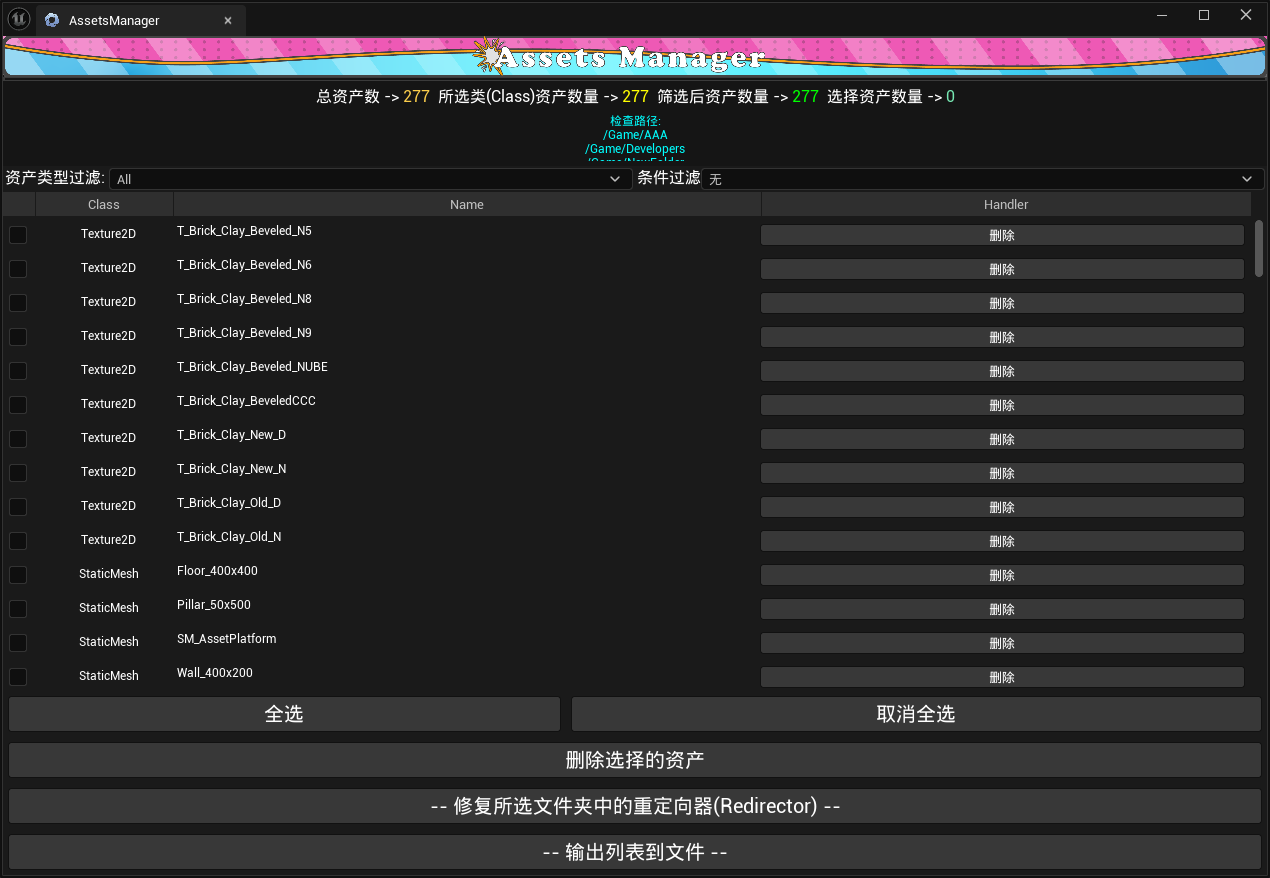 AssetsManager
Assets Manager
总资产数 -> 277 所选类(Class)资产数量 -> 277 筛选后资产数量 -> 277 选择资产数量 -> 0
检查路径:
/Game/AAA
/Game/Developers
/Game/NewFolder
资产类型过滤: All 条件过滤 无
Class Name Handler
Texture2D T_Brick_Clay_Beveled_N5 删除
Texture2D T_Brick_Clay_Beveled_N6 删除
Texture2D T_Brick_Clay_Beveled_N8 删除
Texture2D T_Brick_Clay_Beveled_N9 删除
Texture2D T_Brick_Clay_Beveled_NUBE 删除
Texture2D T_Brick_Clay_BeveledCCC 删除
Texture2D T_Brick_Clay_New_D 删除
Texture2D T_Brick_Clay_New_N 删除
Texture2D T_Brick_Clay_Old_D 删除
Texture2D T_Brick_Clay_Old_N 删除
StaticMesh Floor_400x400 删除
StaticMesh Pillar_50x500 删除
StaticMesh SM_AssetPlatform 删除
StaticMesh Wall_400x200 删除
全选 取消全选
删除选择的资产
-- 修复所选文件夹中的重定向器(Redirector) --
-- 输出列表到文件 --